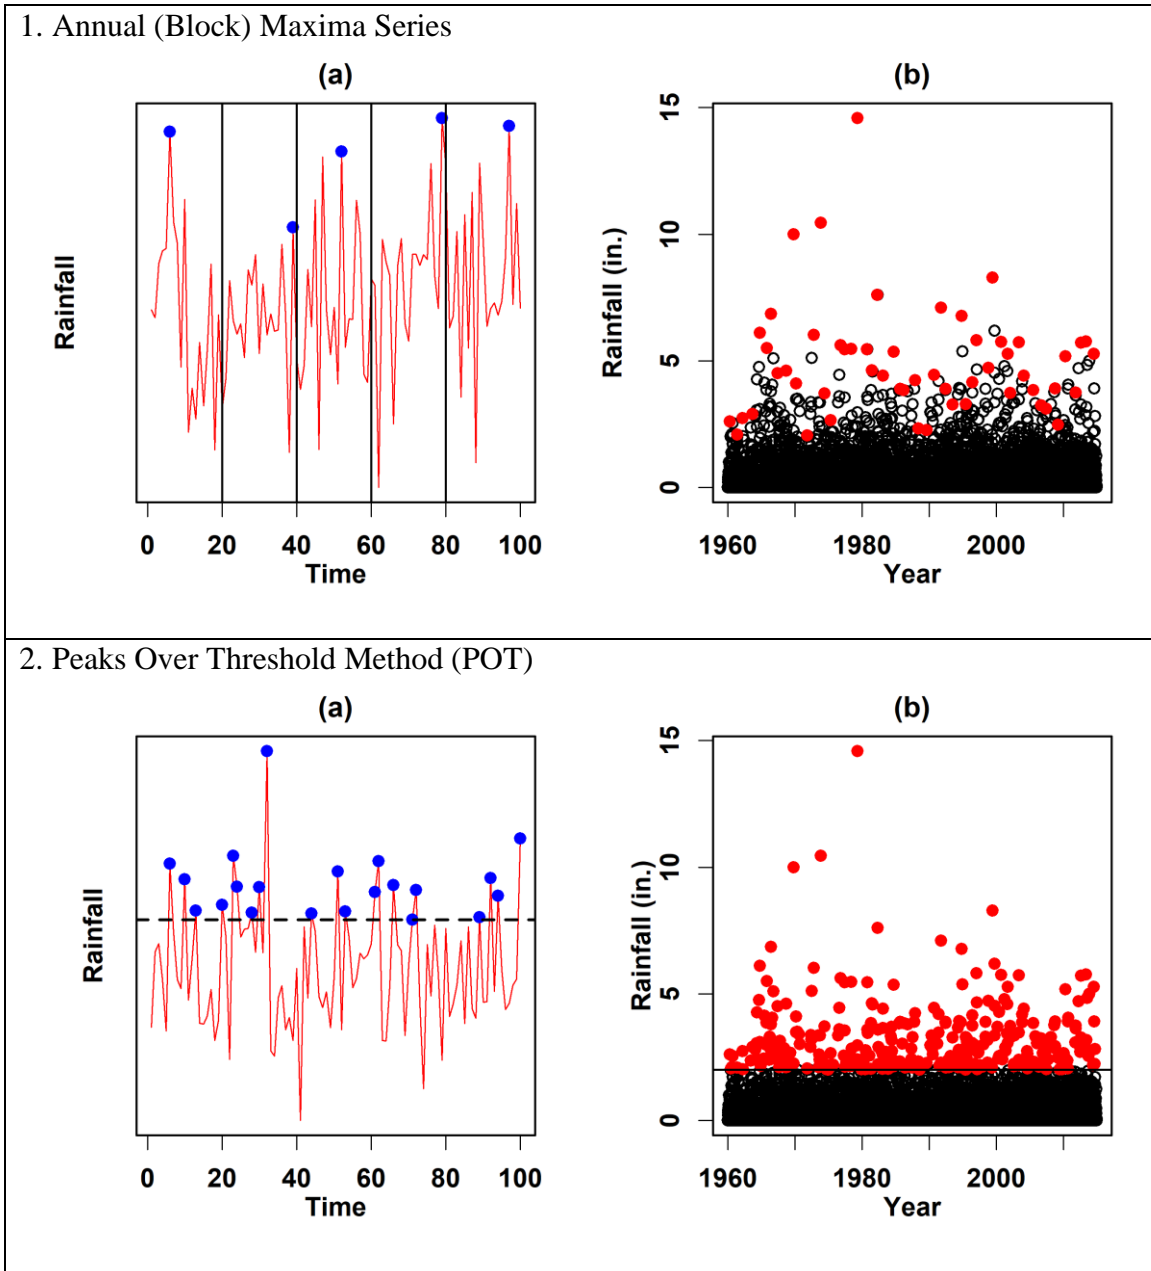 1. Annual (Block) Maxima Series
(a)
(b)
Rainfall
0 20 40 60 80 100
Time
Rainfall (in.)
15
10
5
0
1960 1980 2000
Year
2. Peaks Over Threshold Method (POT)
(a)
(b)
Rainfall
0 20 40 60 80 100
Time
Rainfall (in.)
15
10
5
0
1960 1980 2000
Year